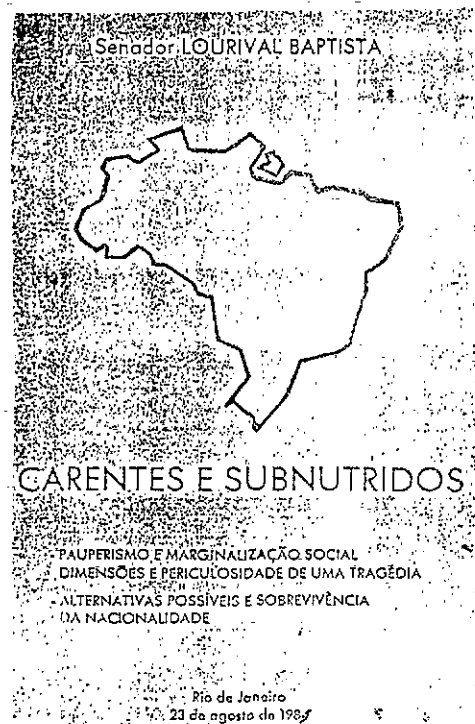 Senador LOURIVAL BAPTISTA
CARENTES E SUBNUTRIDOS
PAUPERISMO E MARGINALIZAÇÃO SOCIAL
DIMENSÕES E PERICULOSIDADE DE UMA TRAGÉDIA
ALTERNATIVAS POSSÍVEIS E SOBREVIVÊNCIA
DA NACIONALIDADE
Rio de Janeiro
23 de agosto de